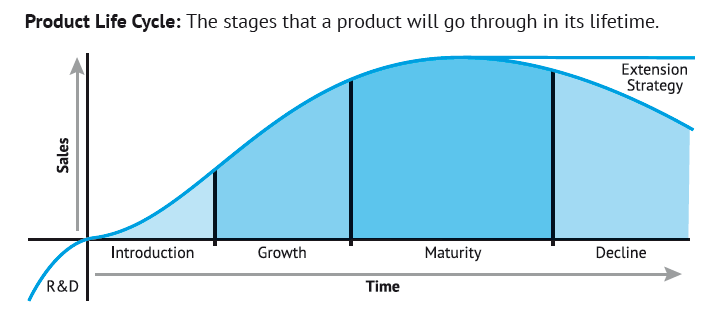 Product Life Cycle: The stages that a product will go through in its lifetime.
Extension
Strategy
Sales
Introduction
Growth
Maturity
Decline
R&D
Time